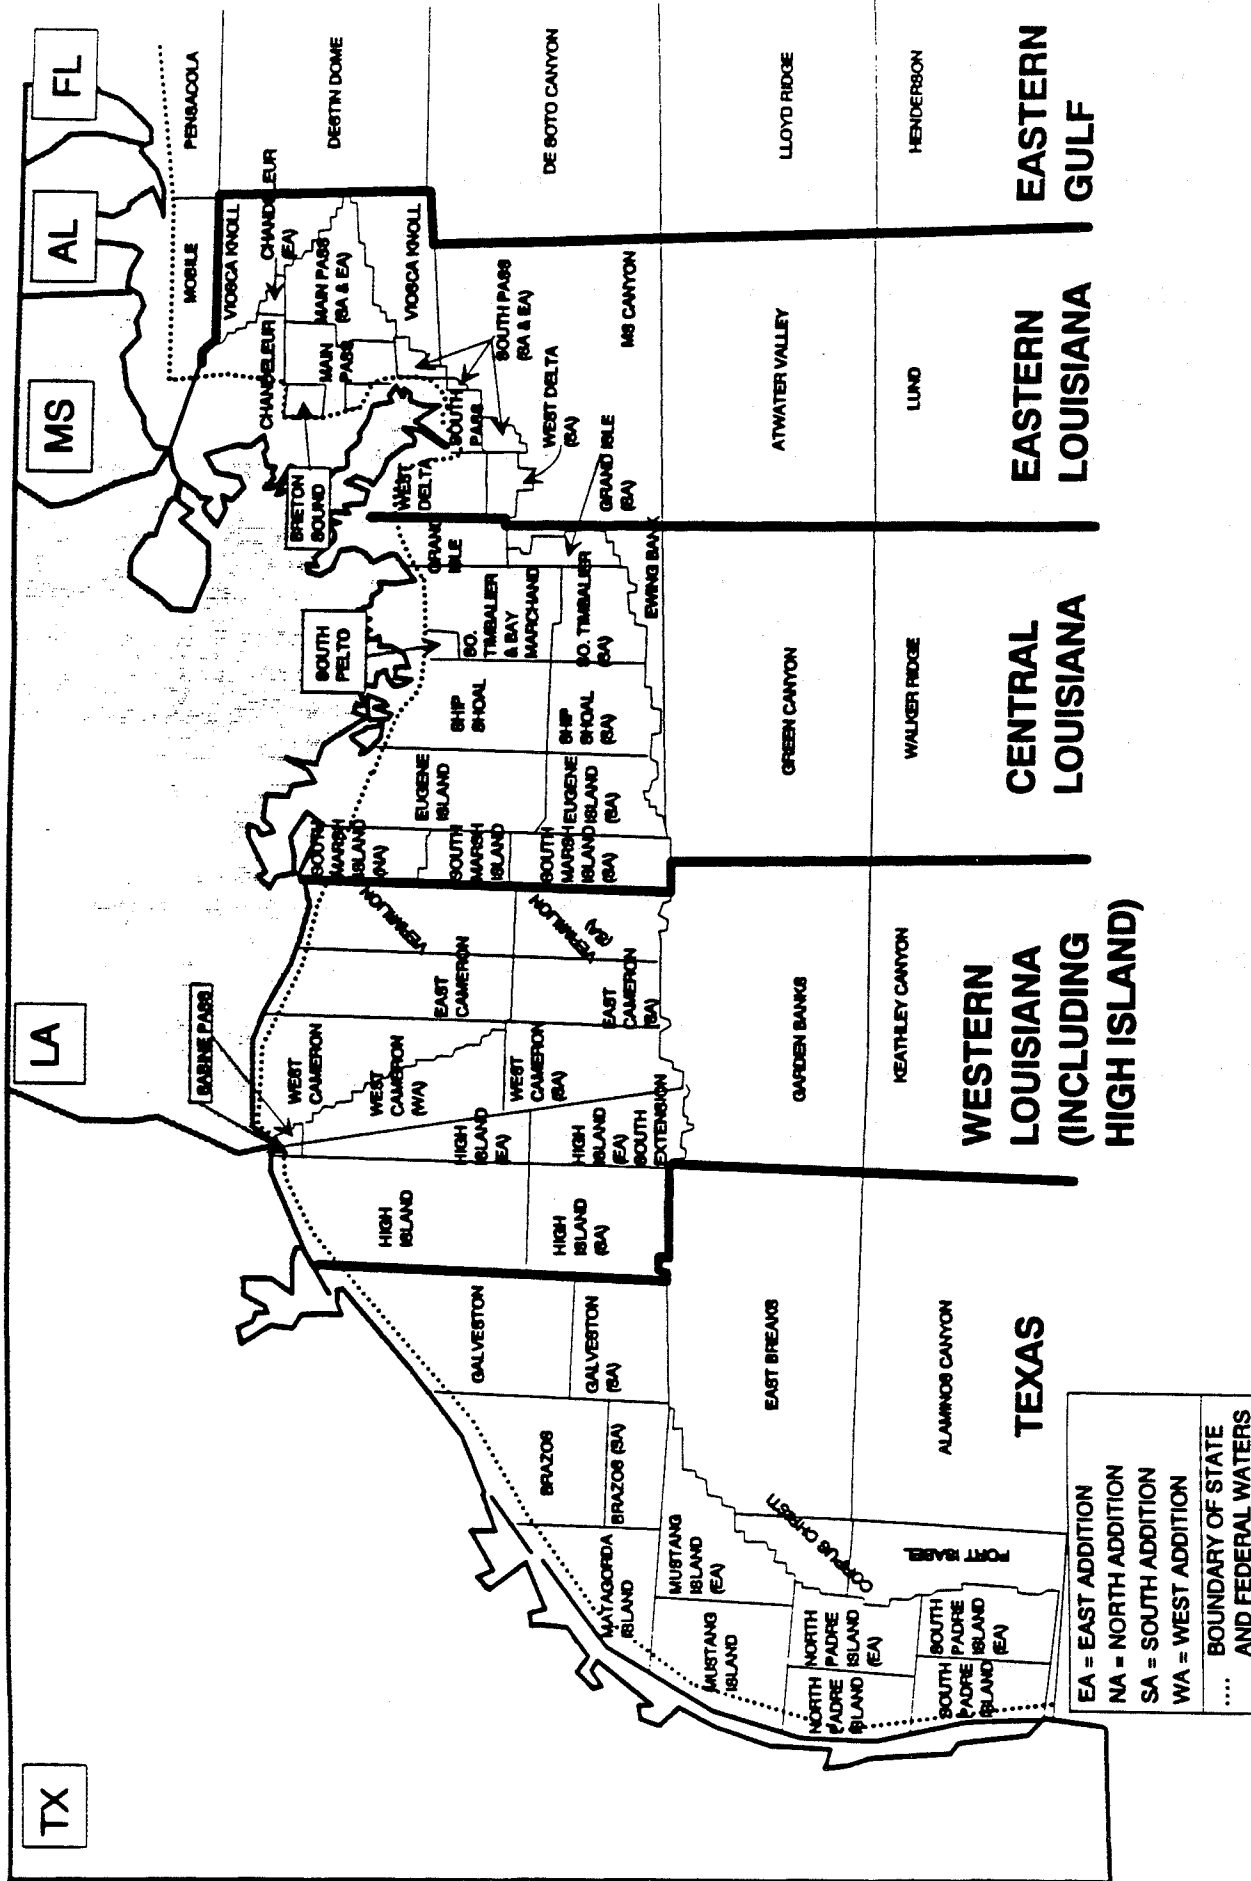 TX
LA
MS
AL
FL
SABINE PASS
SOUTH
PELTO
BRETON
SOUND
MOBILE
PENSACOLA
VIOSCA KNOLL
CHANDELEUR
(EA)
CHANDELEUR
MAIN PASS
(SA & EA)
MAIN
PASS
VIOSCA KNOLL
DESTIN DOME
SOUTH PASS
(SA & EA)
SOUTH
PASS
WEST
DELTA
WEST DELTA
(SA)
GRAND ISLE
(SA)
GRAND
ISLE
MS CANYON
DE SOTO CANYON
SO.
TIMBALIER
& BAY
MARCHAND
SO. TIMBALIER
(SA)
EWING BANK
SHIP
SHOAL
SHIP
SHOAL
(SA)
EUGENE
ISLAND
EUGENE
ISLAND
(SA)
SOUTH
MARSH
ISLAND
(NA)
SOUTH
MARSH
ISLAND
SOUTH
MARSH
ISLAND
(SA)
VERMILION
VERMILION
(SA)
EAST
CAMERON
EAST
CAMERON
(SA)
WEST
CAMERON
WEST
CAMERON
(WA)
WEST
CAMERON
(SA)
HIGH
ISLAND
(EA)
HIGH
ISLAND
(EA)
SOUTH
EXTENSION
HIGH
ISLAND
HIGH
ISLAND
(SA)
GALVESTON
GALVESTON
(SA)
BRAZOS
BRAZOS (SA)
MATAGORDA
ISLAND
MUSTANG
ISLAND
(EA)
MUSTANG
ISLAND
NORTH
PADRE
ISLAND
(EA)
NORTH
PADRE
ISLAND
SOUTH
PADRE
ISLAND
(EA)
SOUTH
PADRE
ISLAND
CORPUS CHRISTI
PORT ISABEL
EAST BREAKS
GARDEN BANKS
GREEN CANYON
ATWATER VALLEY
LLOYD RIDGE
ALAMINOS CANYON
KEATHLEY CANYON
WALKER RIDGE
LUND
HENDERSON
TEXAS
WESTERN
LOUISIANA
(INCLUDING
HIGH ISLAND)
CENTRAL
LOUISIANA
EASTERN
LOUISIANA
EASTERN
GULF
EA = EAST ADDITION
NA = NORTH ADDITION
SA = SOUTH ADDITION
WA = WEST ADDITION
.... BOUNDARY OF STATE
AND FEDERAL WATERS